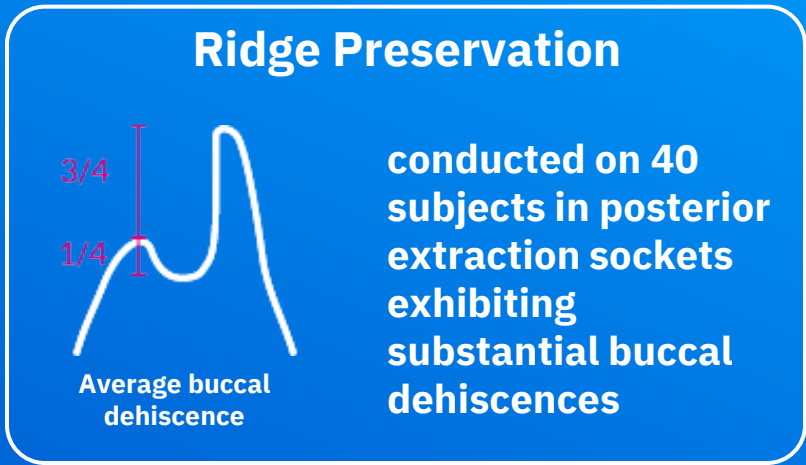 Ridge Preservation
3/4
1/4
Average buccal
dehiscence
conducted on 40
subjects in posterior
extraction sockets
exhibiting
substantial buccal
dehiscences